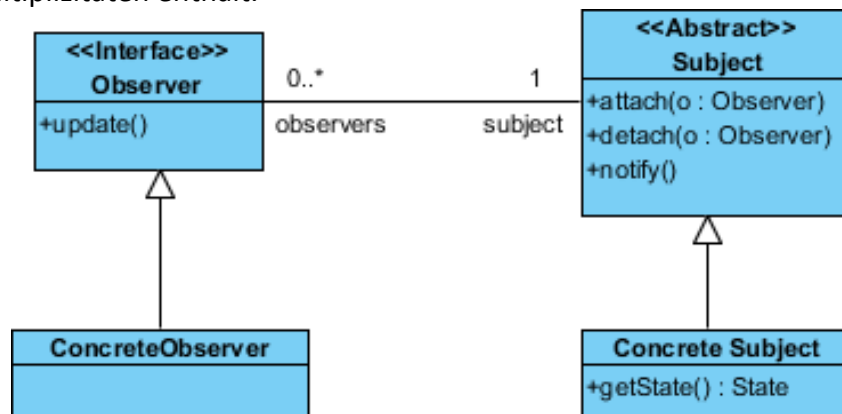 <<Interface>>
Observer
+update()
0..*
observers
1
subject
<<Abstract>>
Subject
+attach(o : Observer)
+detach(o : Observer)
+notify()
ConcreteObserver
Concrete Subject
+getState() : State